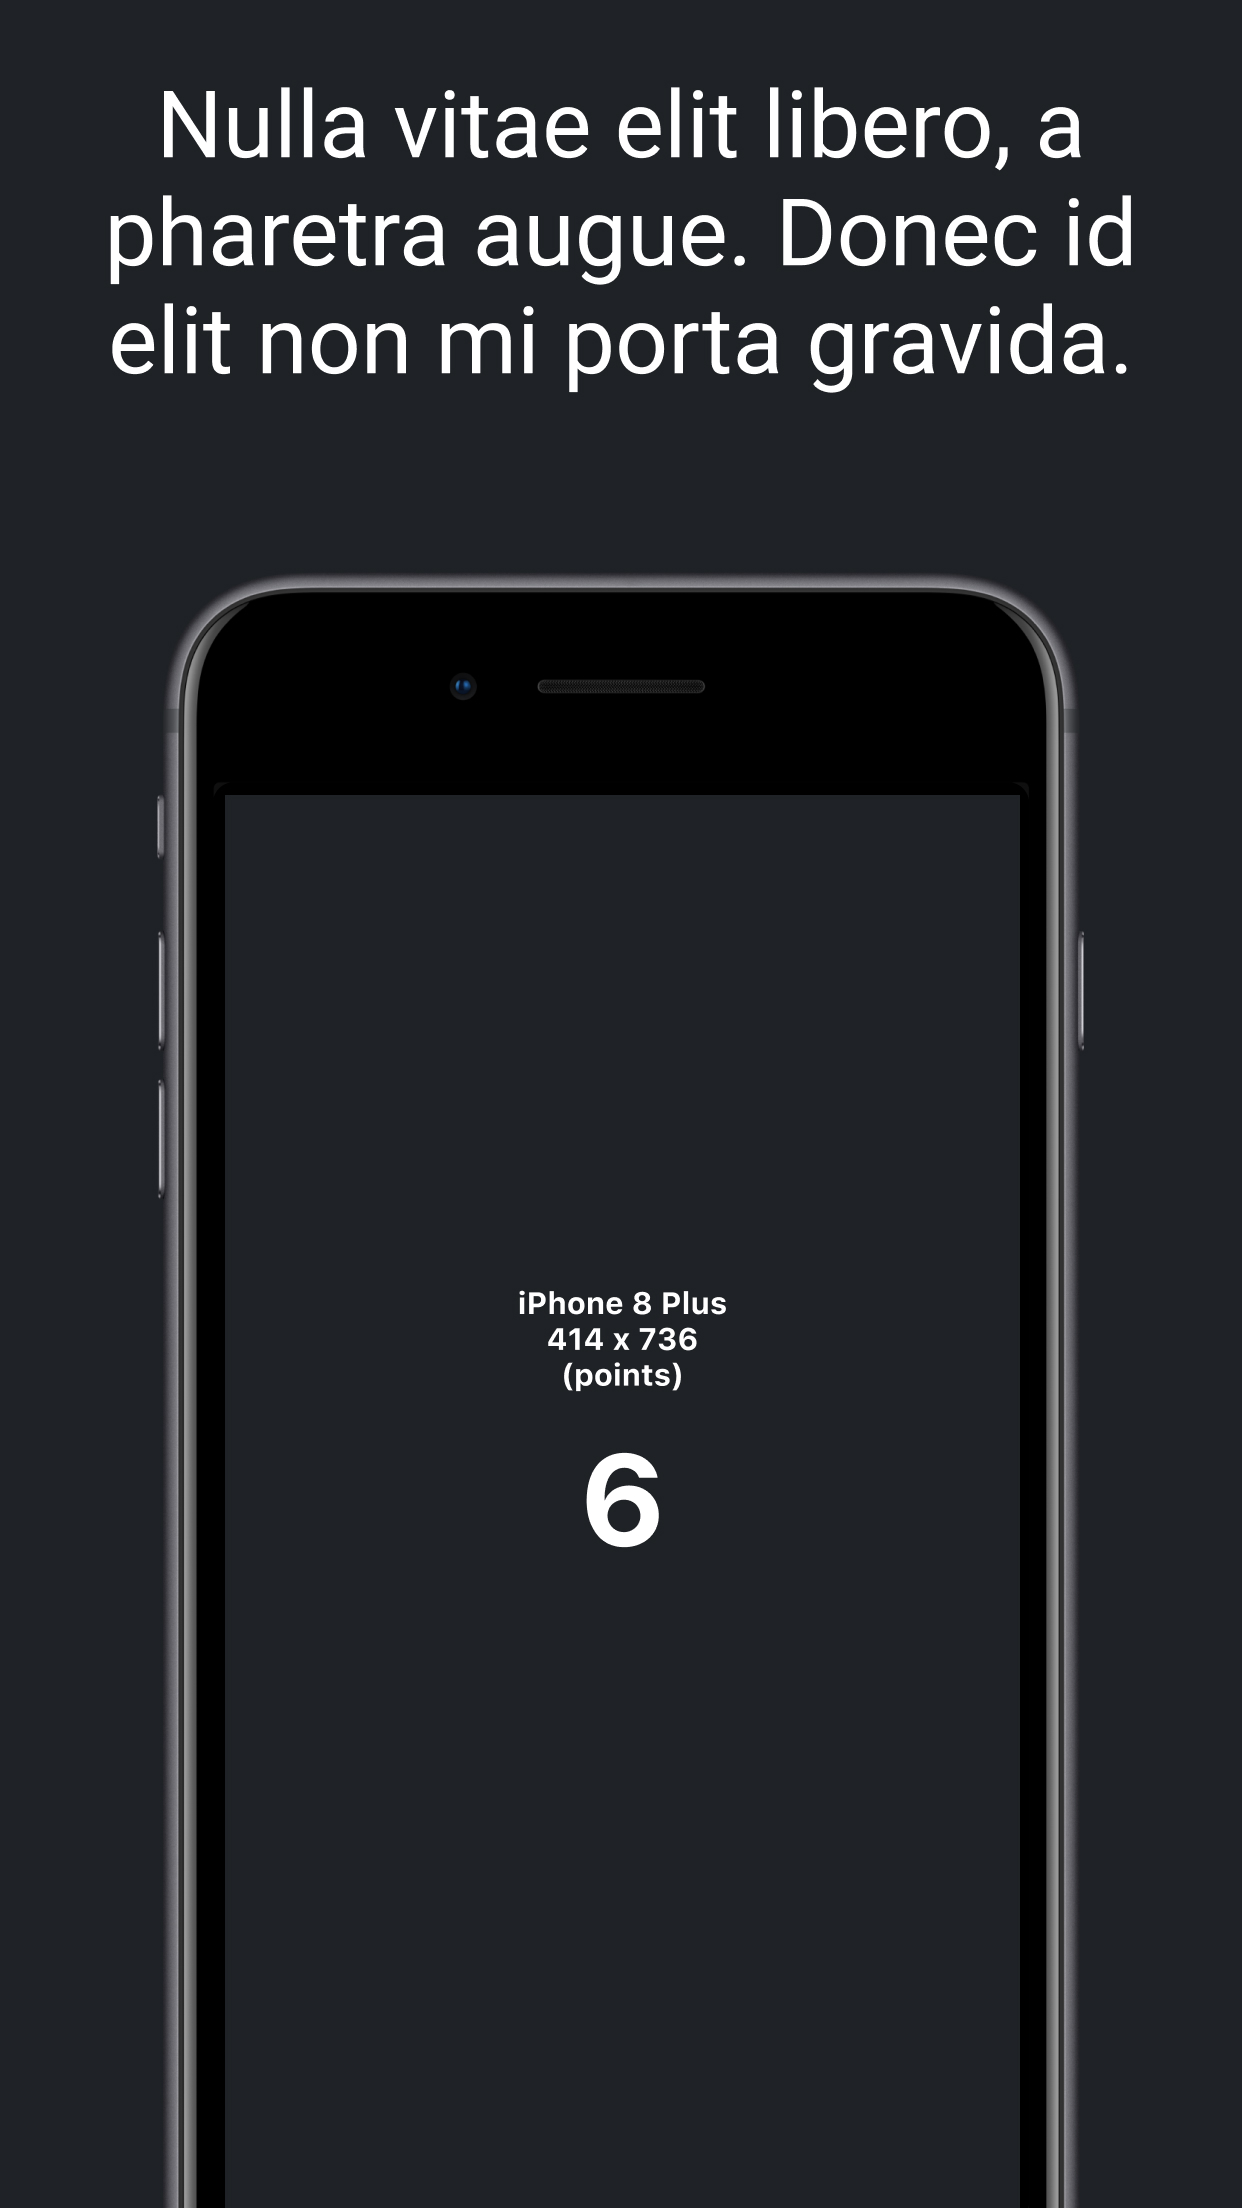 Nulla vitae elit libero, a
pharetra augue. Donec id
elit non mi porta gravida.
iPhone 8 Plus
414 x 736
(points)
6